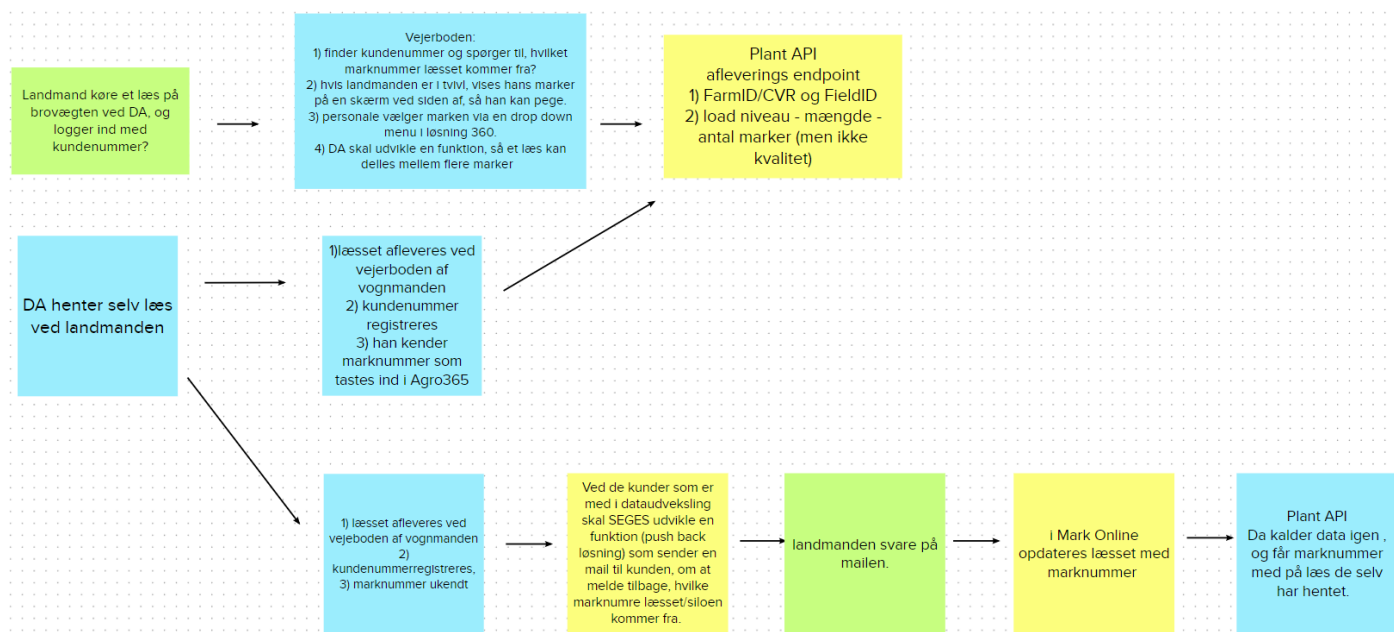 Landmand køre et læs på
brovægten ved DA, og
logger ind med
kundenummer?
Vejerboden:
1) finder kundenummer og spørger til, hvilket
marknummer læsset kommer fra?
2) hvis landmanden er i tvivl, vises hans marker
på en skærm ved siden af, så han kan pege.
3) personale vælger marken via en drop down
menu i løsning 360.
4) DA skal udvikle en funktion, så et læs kan
delles mellem flere marker
Plant API
afleverings endpoint
1) FarmID/CVR og FieldID
2) load niveau - mængde -
antal marker (men ikke
kvalitet)
DA henter selv læs
ved landmanden
1)læsset afleveres ved
vejerboden af
vognmanden
2) kundenummer
registreres
3) han kender
marknummer som
tastes ind i Agro365
1) læsset afleveres ved
vejeboden af vognmanden
2)
kundenummerregistreres,
3) marknummer ukendt
Ved de kunder som er
med i dataudveksling
skal SEGES udvikle en
funktion (push back
løsning) som sender en
mail til kunden, om at
melde tilbage, hvilke
marknumre læsset/siloen
kommer fra.
landmanden svare på
mailen.
i Mark Online
opdateres læsset med
marknummer
Plant API
Da kalder data igen ,
og får marknummer
med på læs de selv
har hentet.